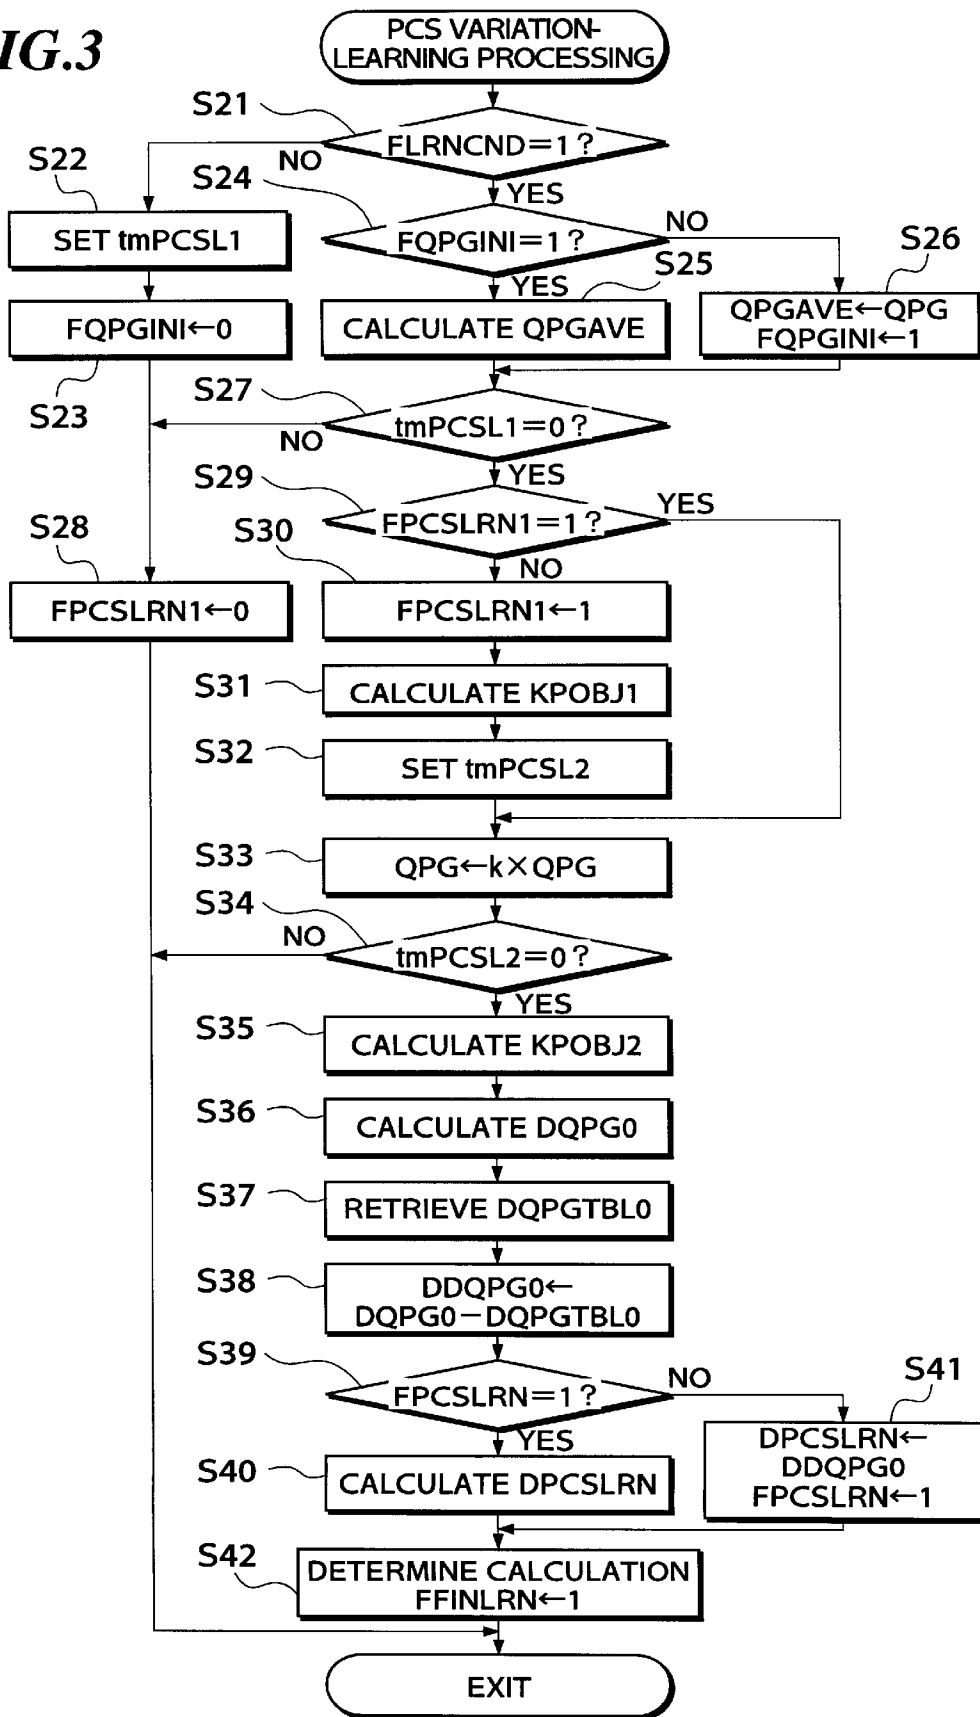 IG.3
PCS VARIATION-
LEARNING PROCESSING
S21
FLRNCND=1?
NO
YES
S22
SET tmPCSL1
S24
FQPGINI=1?
NO
YES
S23
FQPGINI←0
S25
CALCULATE QPGAVE
S26
QPGAVE←QPG
FQPGINI←1
S27
tmPCSL1=0?
NO
YES
S28
FPCSLRN1←0
S29
FPCSLRN1=1?
YES
NO
S30
FPCSLRN1←1
S31
CALCULATE KPOBJ1
S32
SET tmPCSL2
S33
QPG←k×QPG
S34
NO
tmPCSL2=0?
YES
S35
CALCULATE KPOBJ2
S36
CALCULATE DQPG0
S37
RETRIEVE DQPGTBL0
S38
DDQPG0←
DQPG0−DQPGTBL0
S39
FPCSLRN=1?
NO
YES
S40
CALCULATE DPCSLRN
S41
DPCSLRN←
DDQPG0
FPCSLRN←1
S42
DETERMINE CALCULATION
FFINLRN←1
EXIT